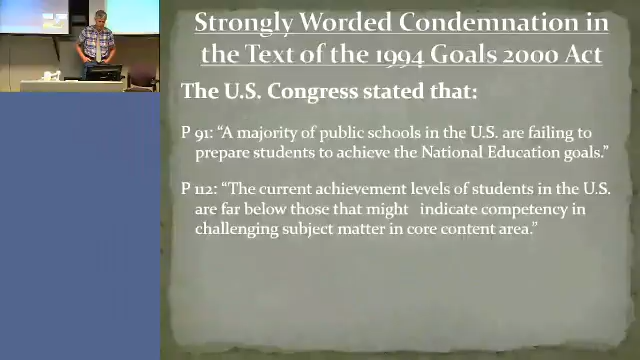 Strongly Worded Condemnation in
the Text of the 1994 Goals 2000 Act
The U.S. Congress stated that:
P 91: “A majority of public schools in the U.S. are failing to
prepare students to achieve the National Education goals.”
P 112: “The current achievement levels of students in the U.S.
are far below those that might indicate competency in
challenging subject matter in core content area.”